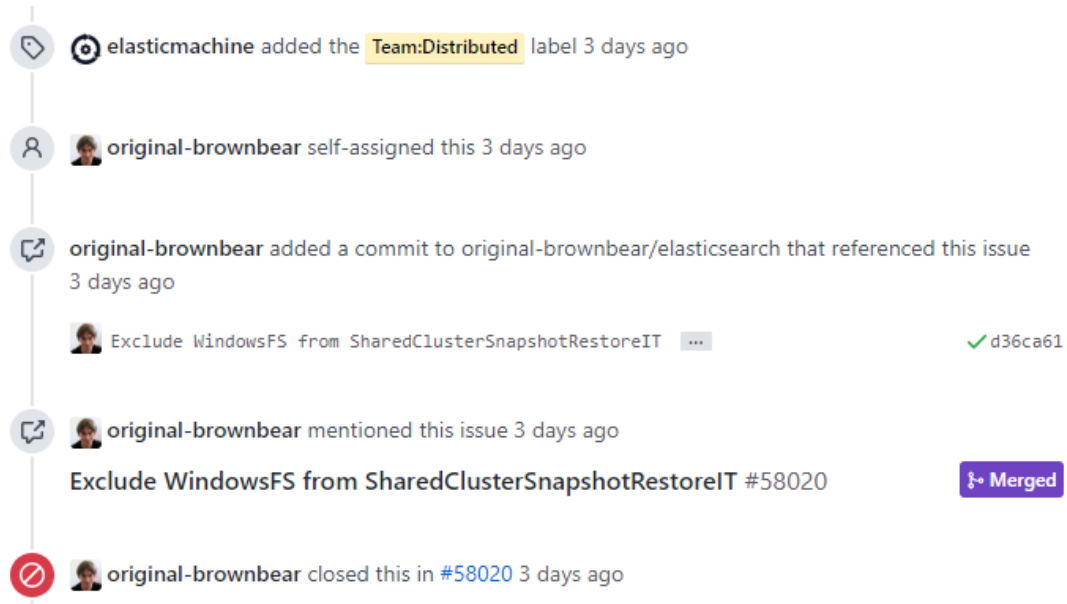 elasticmachine added the Team:Distributed label 3 days ago
original-brownbear self-assigned this 3 days ago
original-brownbear added a commit to original-brownbear/elasticsearch that referenced this issue
3 days ago
Exclude WindowsFS from SharedClusterSnapshotRestoreIT ... d36ca61
original-brownbear mentioned this issue 3 days ago
Exclude WindowsFS from SharedClusterSnapshotRestoreIT #58020 Merged
original-brownbear closed this in #58020 3 days ago